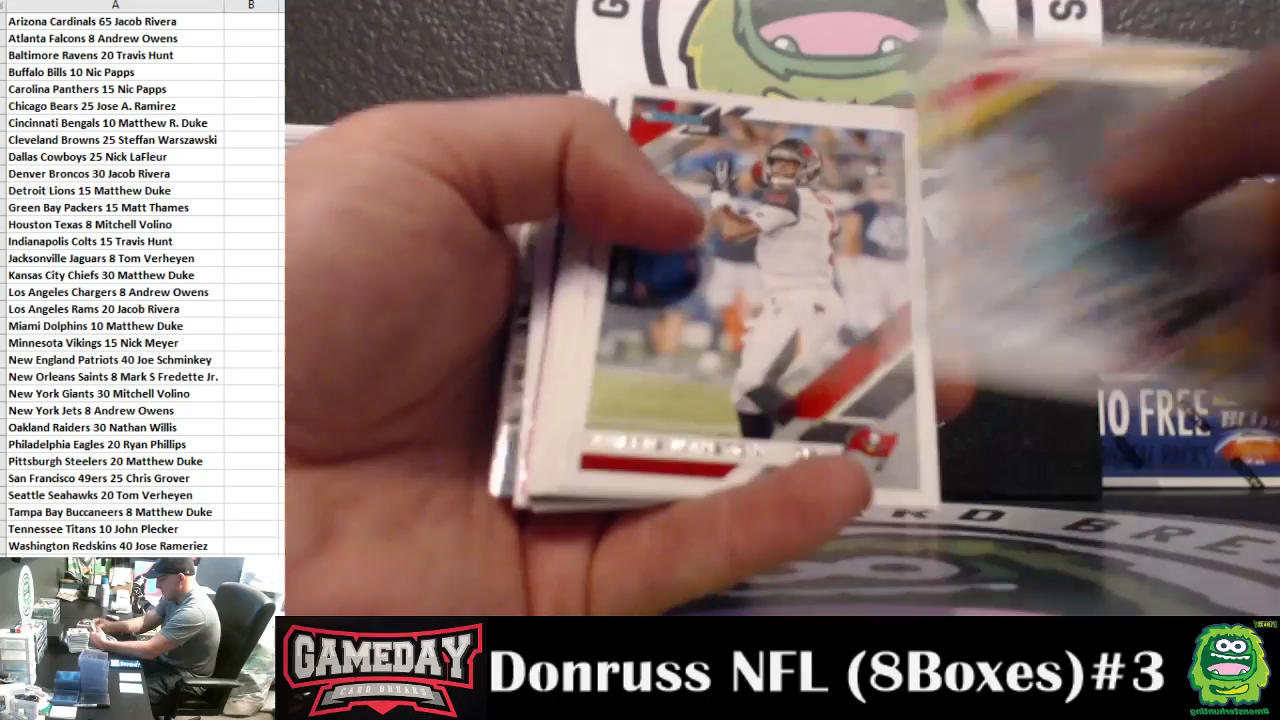 A
B
Arizona Cardinals 65 Jacob Rivera
Atlanta Falcons 8 Andrew Owens
Baltimore Ravens 20 Travis Hunt
Buffalo Bills 10 Nic Papps
Carolina Panthers 15 Nic Papps
Chicago Bears 25 Jose A. Ramirez
Cincinnati Bengals 10 Matthew R. Duke
Cleveland Browns 25 Steffan Warszawski
Dallas Cowboys 25 Nick LaFleur
Denver Broncos 30 Jacob Rivera
Detroit Lions 15 Matthew Duke
Green Bay Packers 15 Matt Thames
Houston Texas 8 Mitchell Volino
Indianapolis Colts 15 Travis Hunt
Jacksonville Jaguars 8 Tom Verheyen
Kansas City Chiefs 30 Matthew Duke
Los Angeles Chargers 8 Andrew Owens
Los Angeles Rams 20 Jacob Rivera
Miami Dolphins 10 Matthew Duke
Minnesota Vikings 15 Nick Meyer
New England Patriots 40 Joe Schminkey
New Orleans Saints 8 Mark S Fredette Jr.
New York Giants 30 Mitchell Volino
New York Jets 8 Andrew Owens
Oakland Raiders 30 Nathan Willis
Philadelphia Eagles 20 Ryan Phillips
Pittsburgh Steelers 20 Matthew Duke
San Francisco 49ers 25 Chris Grover
Seattle Seahawks 20 Tom Verheyen
Tampa Bay Buccaneers 8 Matthew Duke
Tennessee Titans 10 John Plecker
Washington Redskins 40 Jose Rameriez
G
S
IO FREE
RD BREA
GAMEDAY
CARD BREAKS
Donruss NFL (8Boxes)#3
#monsterhunting